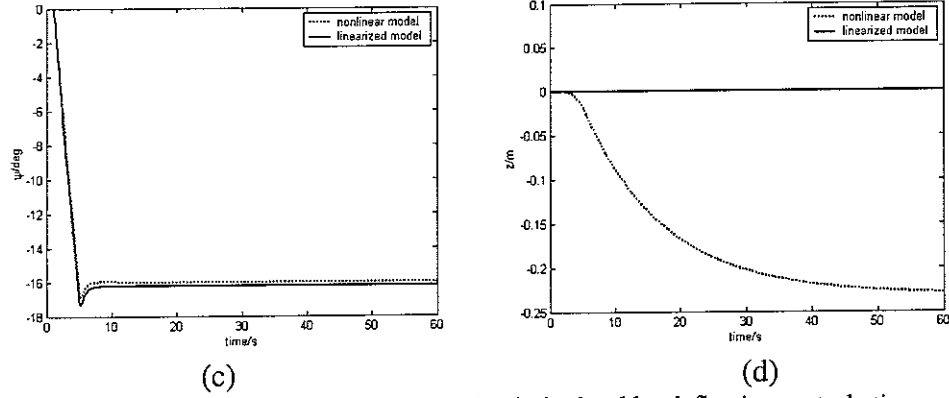 0
-2
-4
-6
-8
-10
-12
-14
-16
-18
ψ/deg
nonlinear model
linearized model
0 10 20 30 40 50 60
time/s
(c)
0.1
0.05
0
-0.05
-0.1
-0.15
-0.2
-0.25
z/m
nonlinear model
linearized model
0 10 20 30 40 50 60
time/s
(d)